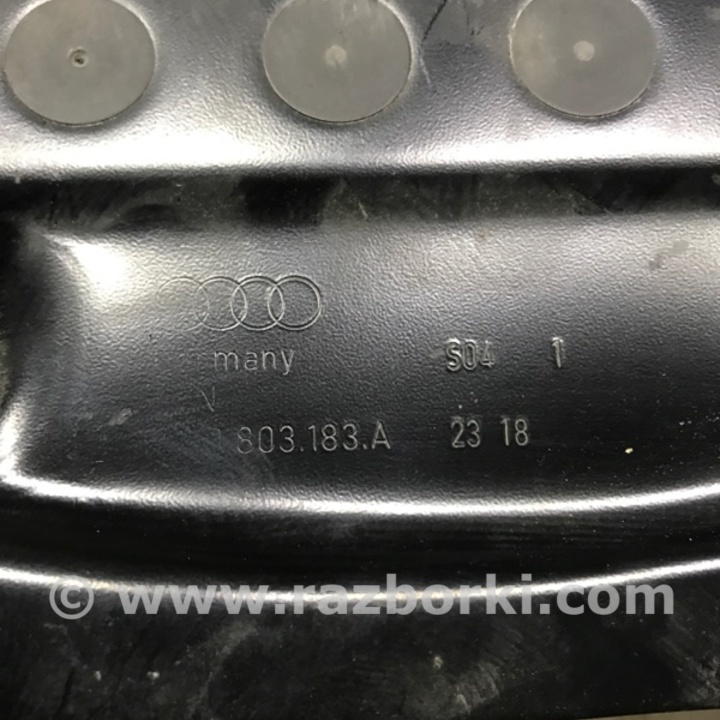 many S04 1
N
803.183.A 23 18
© www.razborki.com